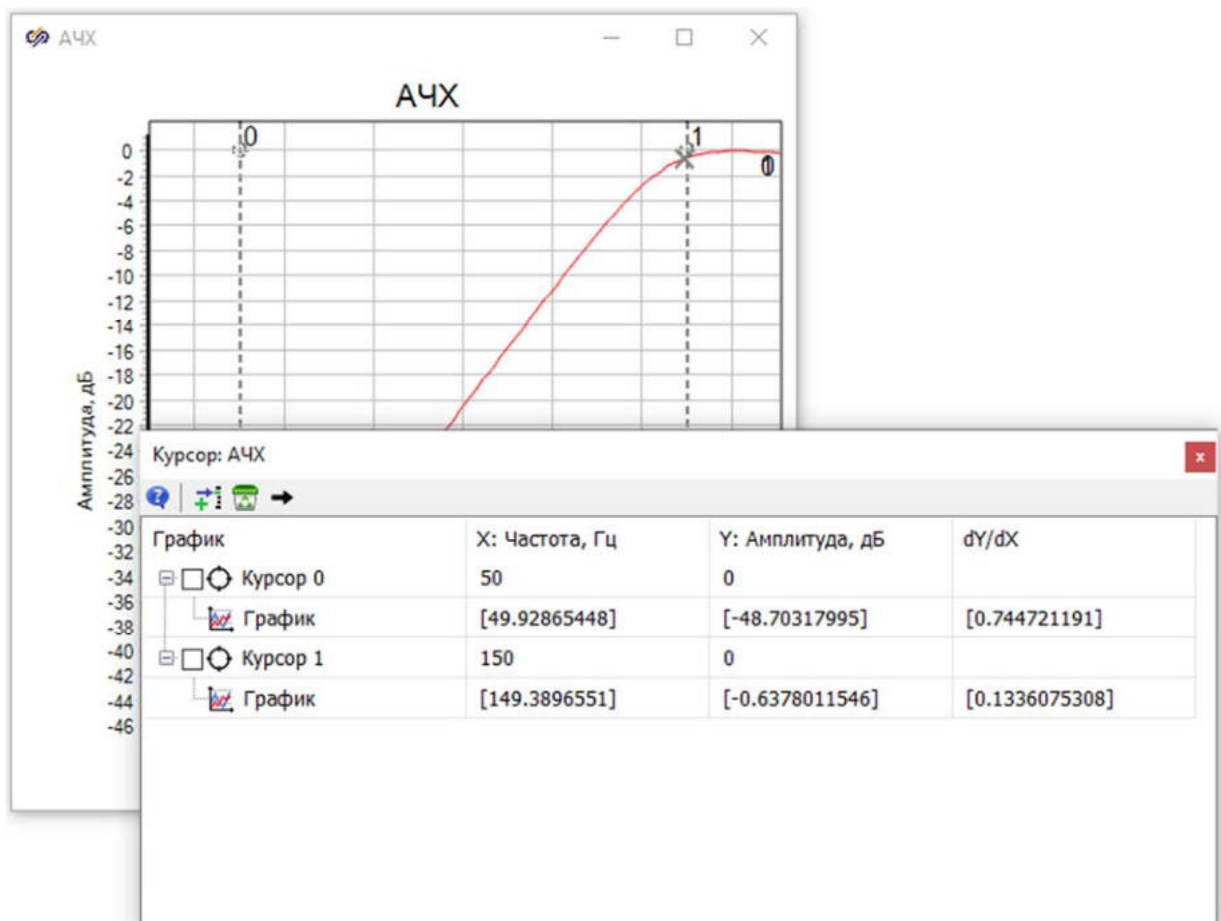 АЧХ
АЧХ
0
1
0
-2
-4
-6
-8
-10
-12
-14
-16
-18
-20
-22
-24
-26
-28
-30
-32
-34
-36
-38
-40
-42
-44
-46
Амплитуда, дБ
Курсор: АЧХ
График X: Частота, Гц Y: Амплитуда, дБ dY/dX
Курсор 0 50 0
График [49.92865448] [-48.70317995] [0.744721191]
Курсор 1 150 0
График [149.3896551] [-0.6378011546] [0.1336075308]